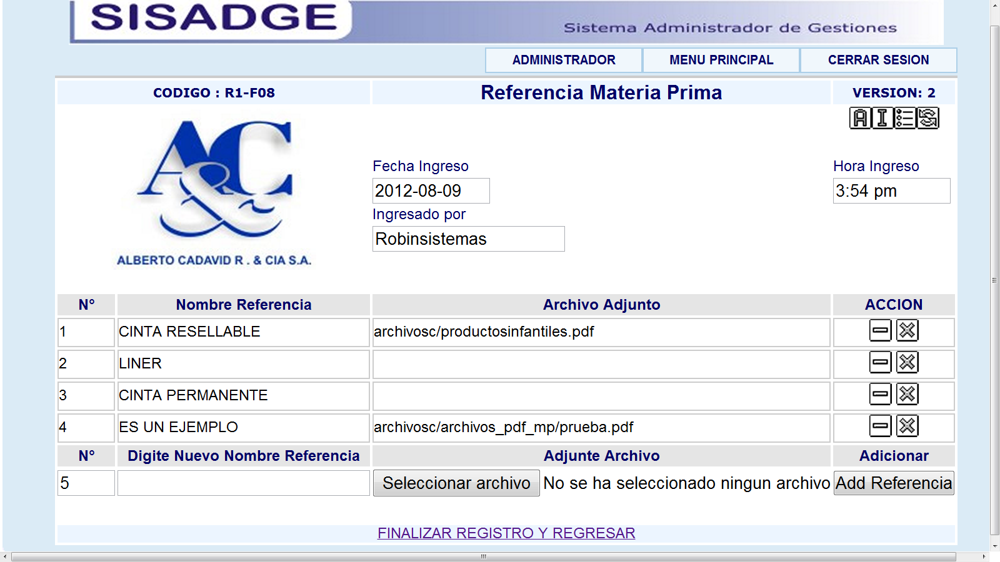 SISADGE
Sistema Administrador de Gestiones
ADMINISTRADOR MENU PRINCIPAL CERRAR SESION
CODIGO : R1-F08 Referencia Materia Prima VERSION: 2
A I
A&C
ALBERTO CADAVID R . & CIA S.A.
Fecha Ingreso Hora Ingreso
2012-08-09 3:54 pm
Ingresado por
Robinsistemas
N° Nombre Referencia Archivo Adjunto ACCION
1 CINTA RESELLABLE archivosc/productosinfantiles.pdf
2 LINER
3 CINTA PERMANENTE
4 ES UN EJEMPLO archivosc/archivos_pdf_mp/prueba.pdf
N° Digite Nuevo Nombre Referencia Adjunte Archivo Adicionar
5 Seleccionar archivo No se ha seleccionado ningun archivo Add Referencia
FINALIZAR REGISTRO Y REGRESAR